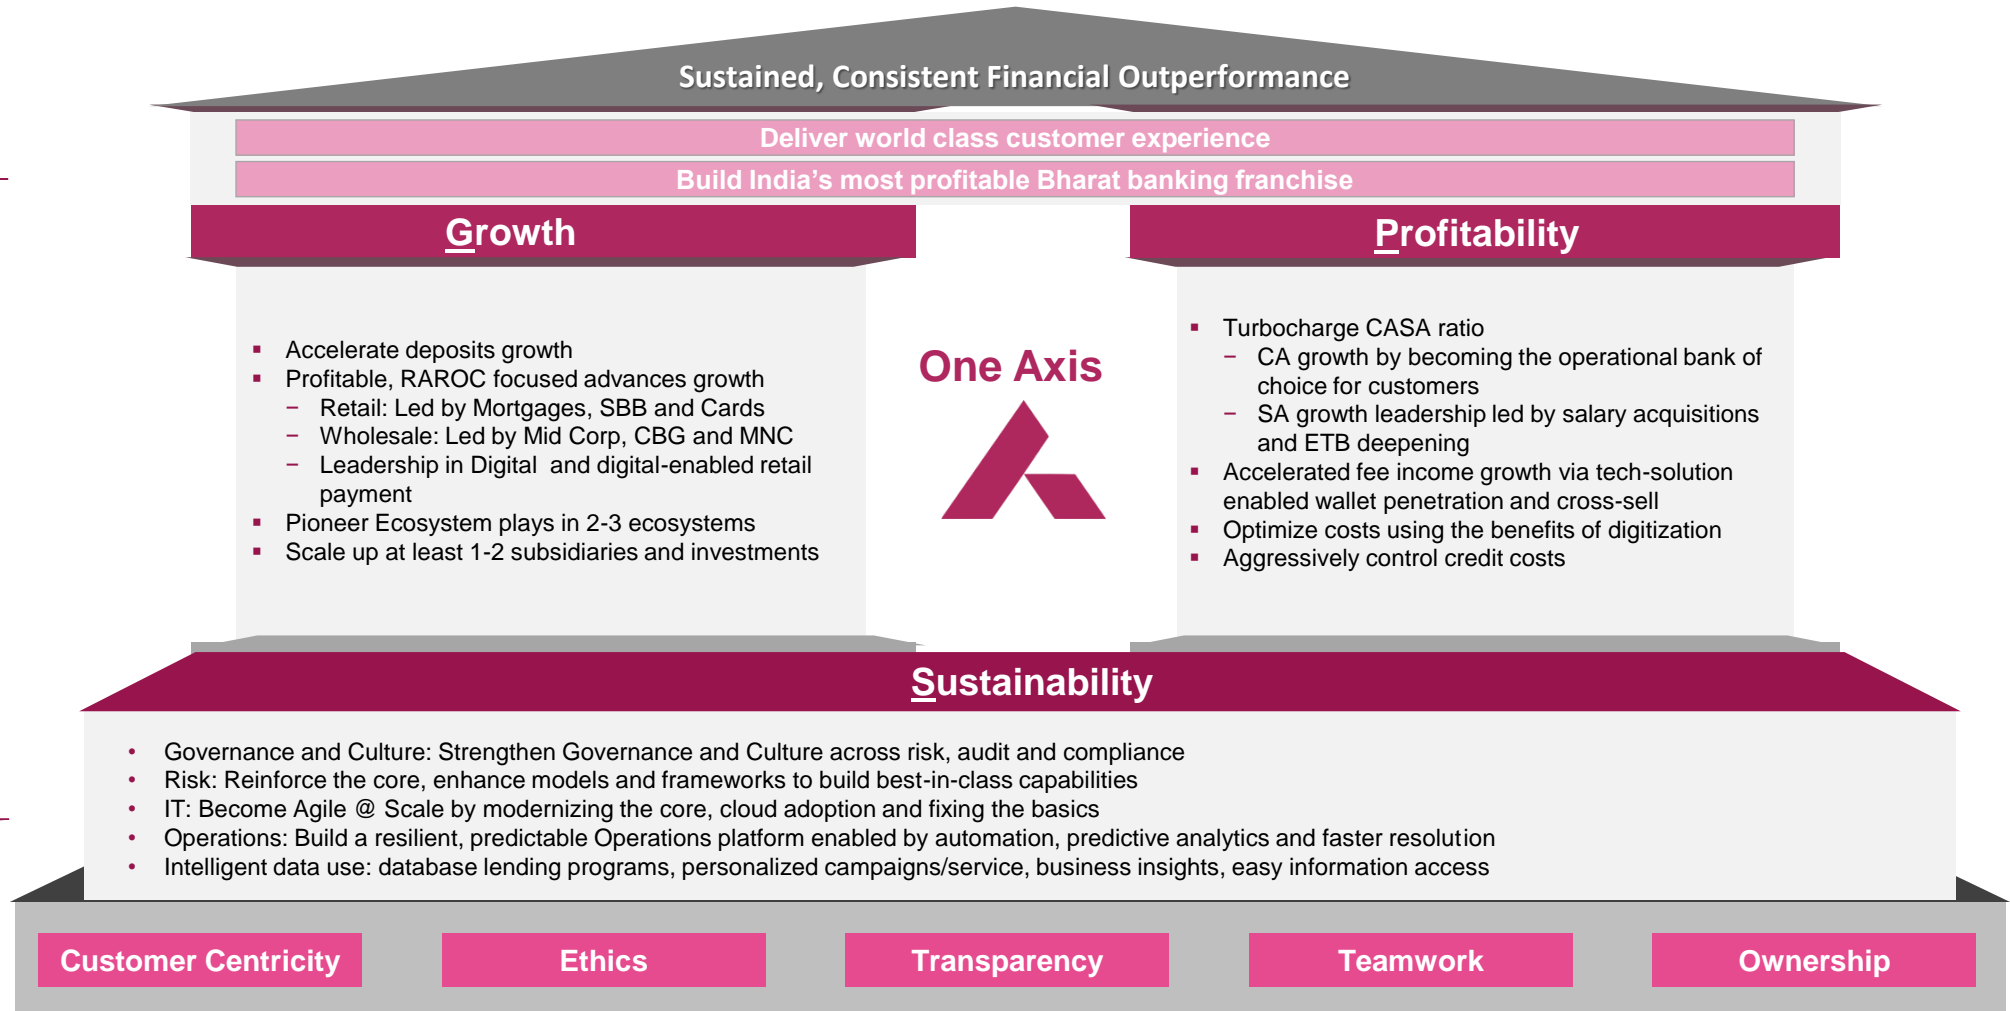 Sustained, Consistent Financial Outperformance
Deliver world class customer experience
Build India’s most profitable Bharat banking franchise
Growth
▪ Accelerate deposits growth
▪ Profitable, RAROC focused advances growth
− Retail: Led by Mortgages, SBB and Cards
− Wholesale: Led by Mid Corp, CBG and MNC
− Leadership in Digital and digital-enabled retail
payment
▪ Pioneer Ecosystem plays in 2-3 ecosystems
▪ Scale up at least 1-2 subsidiaries and investments
One Axis
Profitability
▪ Turbocharge CASA ratio
− CA growth by becoming the operational bank of
choice for customers
− SA growth leadership led by salary acquisitions
and ETB deepening
▪ Accelerated fee income growth via tech-solution
enabled wallet penetration and cross-sell
▪ Optimize costs using the benefits of digitization
▪ Aggressively control credit costs
Sustainability
• Governance and Culture: Strengthen Governance and Culture across risk, audit and compliance
• Risk: Reinforce the core, enhance models and frameworks to build best-in-class capabilities
• IT: Become Agile @ Scale by modernizing the core, cloud adoption and fixing the basics
• Operations: Build a resilient, predictable Operations platform enabled by automation, predictive analytics and faster resolution
• Intelligent data use: database lending programs, personalized campaigns/service, business insights, easy information access
Customer Centricity
Ethics
Transparency
Teamwork
Ownership